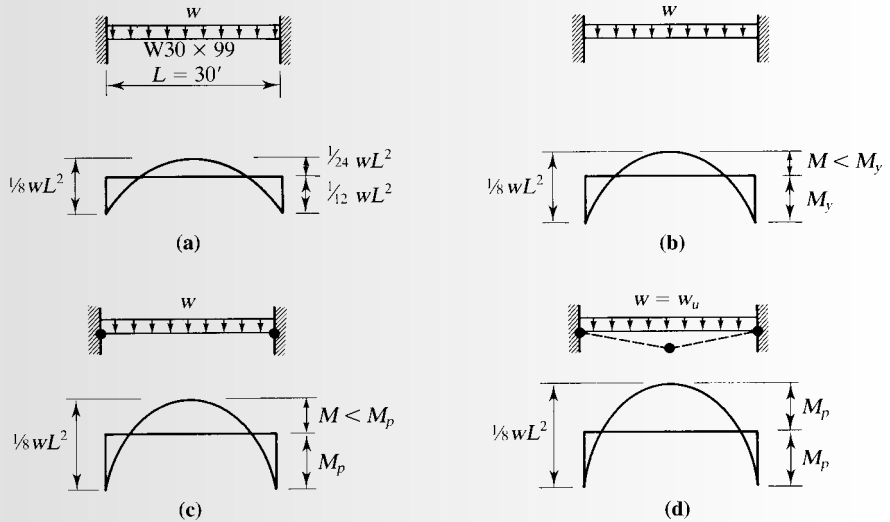 w
W30 × 99
L = 30′
⅛ wL²
1/24 wL²
1/12 wL²
(a)
w
⅛ wL²
M < My
My
(b)
w
⅛ wL²
M < Mp
Mp
(c)
w = wu
⅛ wL²
Mp
Mp
(d)